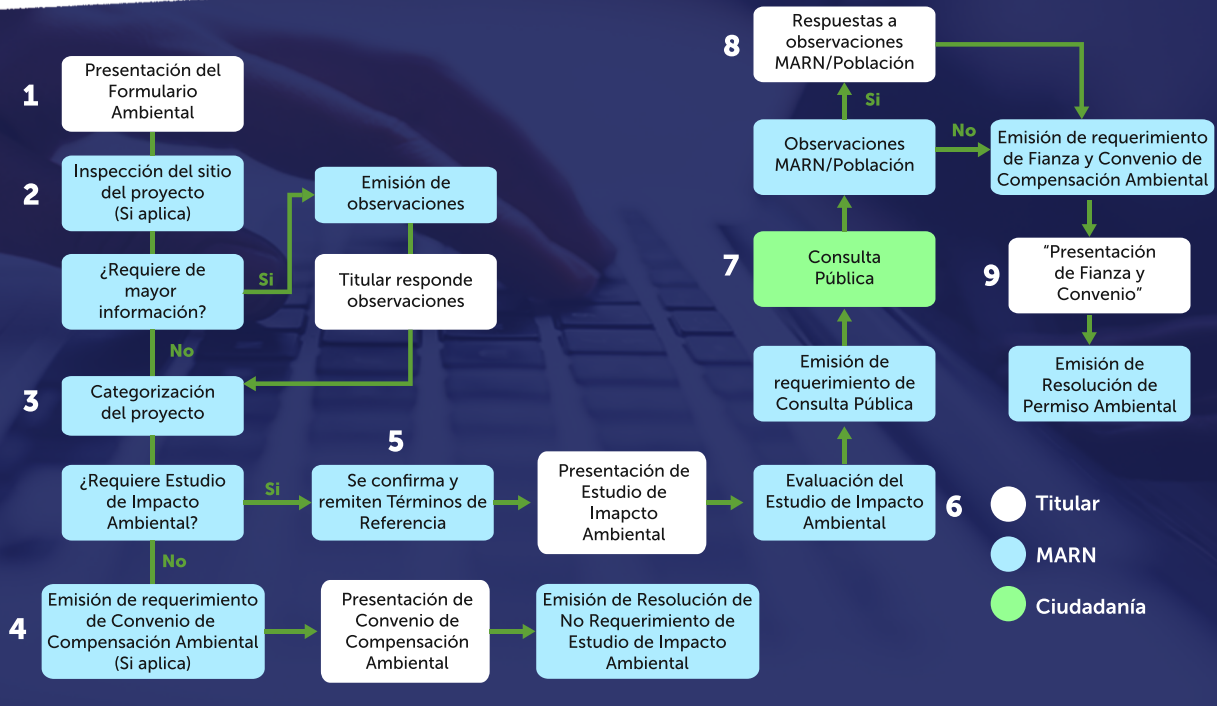 1
Presentación del
Formulario
Ambiental
2
Inspección del sitio
del proyecto
(Si aplica)
¿Requiere de
mayor
información?
Si
Emisión de
observaciones
Titular responde
observaciones
No
3
Categorización
del proyecto
¿Requiere Estudio
de Impacto
Ambiental?
Si
5
Se confirma y
remiten Términos de
Referencia
Presentación de
Estudio de
Imapcto
Ambiental
No
4
Emisión de requerimiento
de Convenio de
Compensación Ambiental
(Si aplica)
Presentación de
Convenio de
Compensación
Ambiental
Emisión de Resolución de
No Requerimiento de
Estudio de Impacto
Ambiental
Evaluación del
Estudio de Impacto
Ambiental
6
Emisión de
requerimiento de
Consulta Pública
7
Consulta
Pública
Observaciones
MARN/Población
Si
8
Respuestas a
observaciones
MARN/Población
No
Emisión de requerimiento
de Fianza y Convenio de
Compensación Ambiental
9
“Presentación
de Fianza y
Convenio”
Emisión de
Resolución de
Permiso Ambiental
Titular
MARN
Ciudadanía